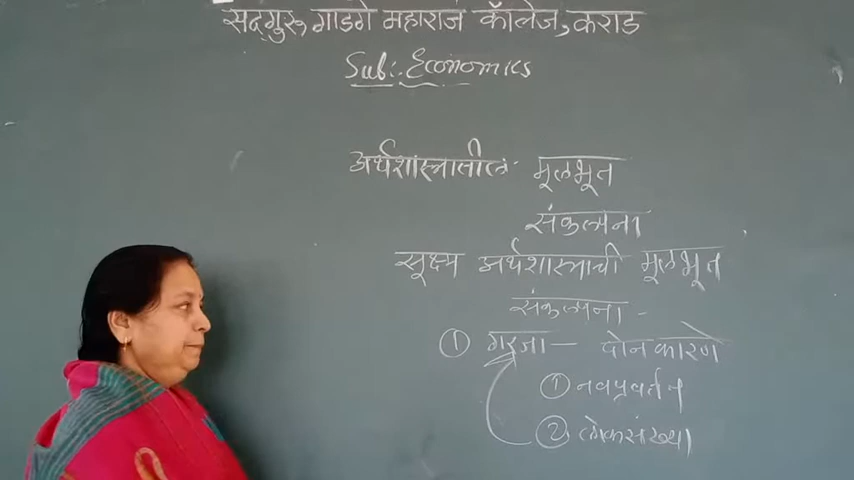 सद्गुरू गाडगे महाराज कॉलेज, कराड
Sub:- Economics
अर्थशास्त्रातील मूलभूत
संकल्पना
सूक्ष्म अर्थशास्त्राची मूलभूत
संकल्पना -
① गरजा - दोन कारणे
① नवप्रवर्तन
② लोकसंख्या